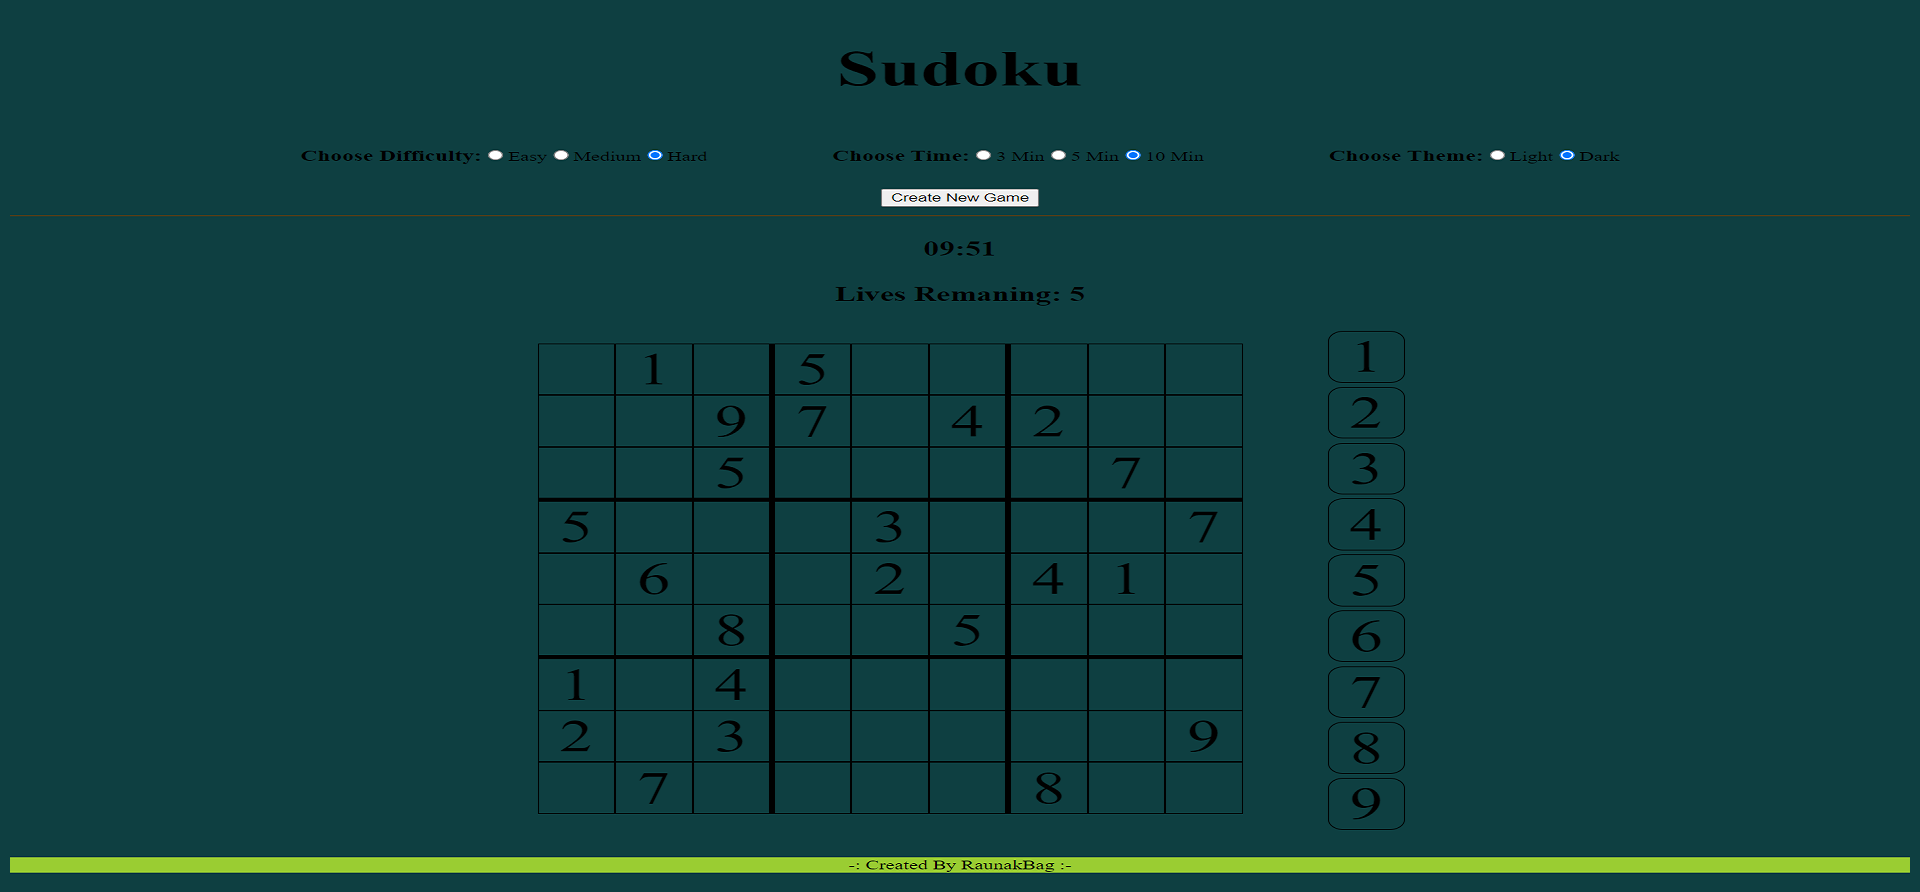 Sudoku
Choose Difficulty: Easy Medium Hard Choose Time: 3 Min 5 Min 10 Min Choose Theme: Light Dark
Create New Game
09:51
Lives Remaning: 5
1 5
9 7 4 2
5 7
5 3 7
6 2 4 1
8 5
1 4
2 3 9
7 8
1
2
3
4
5
6
7
8
9
-: Created By RaunakBag :-